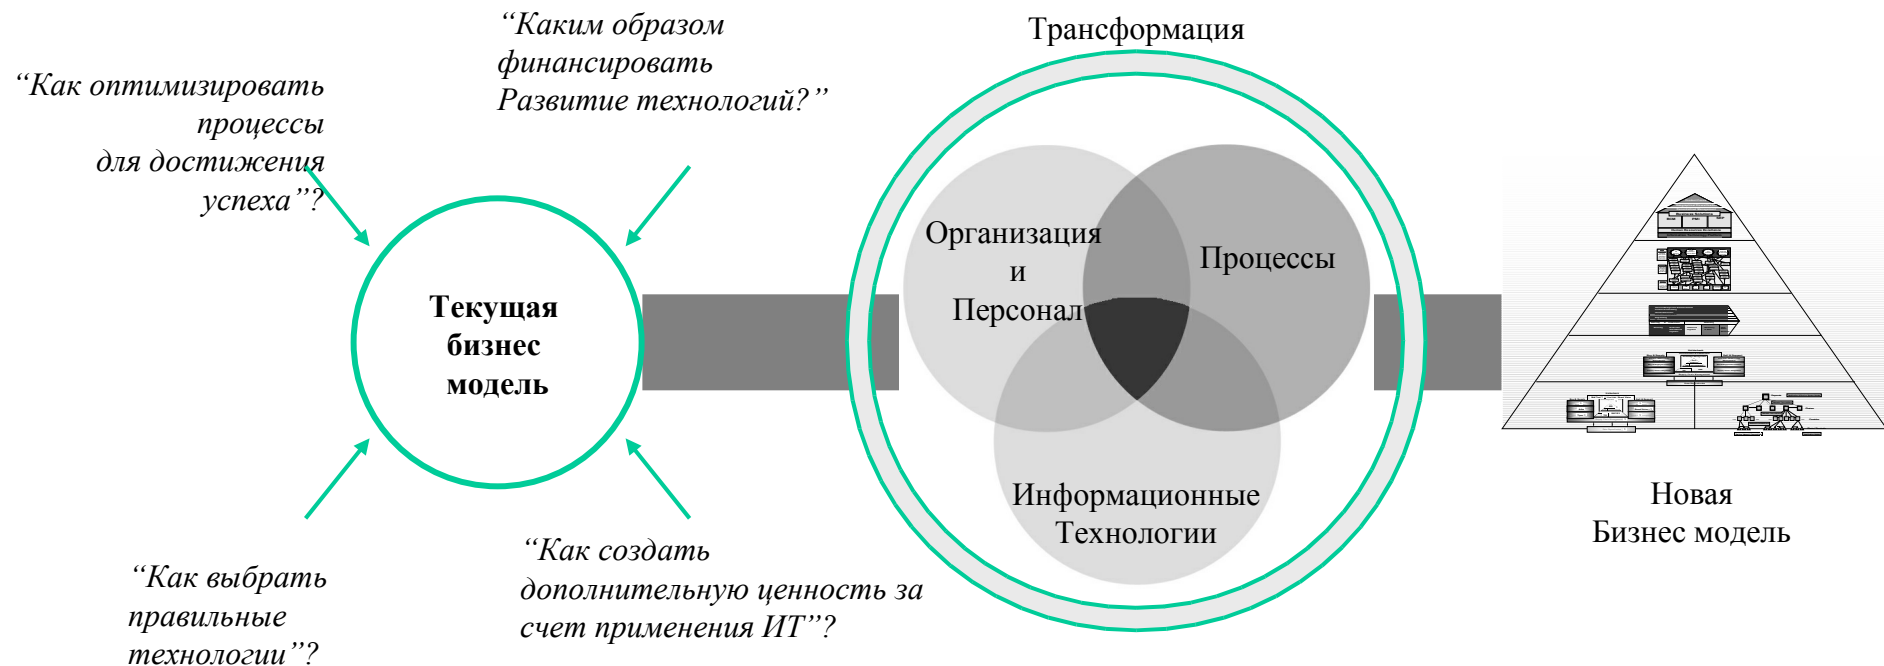 “Как оптимизировать
процессы
для достижения
успеха”?
“Каким образом
финансировать
Развитие технологий?”
Текущая
бизнес
модель
“Как выбрать
правильные
технологии”?
“Как создать
дополнительную ценность за
счет применения ИТ”?
Трансформация
Организация
и
Персонал
Процессы
Информационные
Технологии
Новая
Бизнес модель